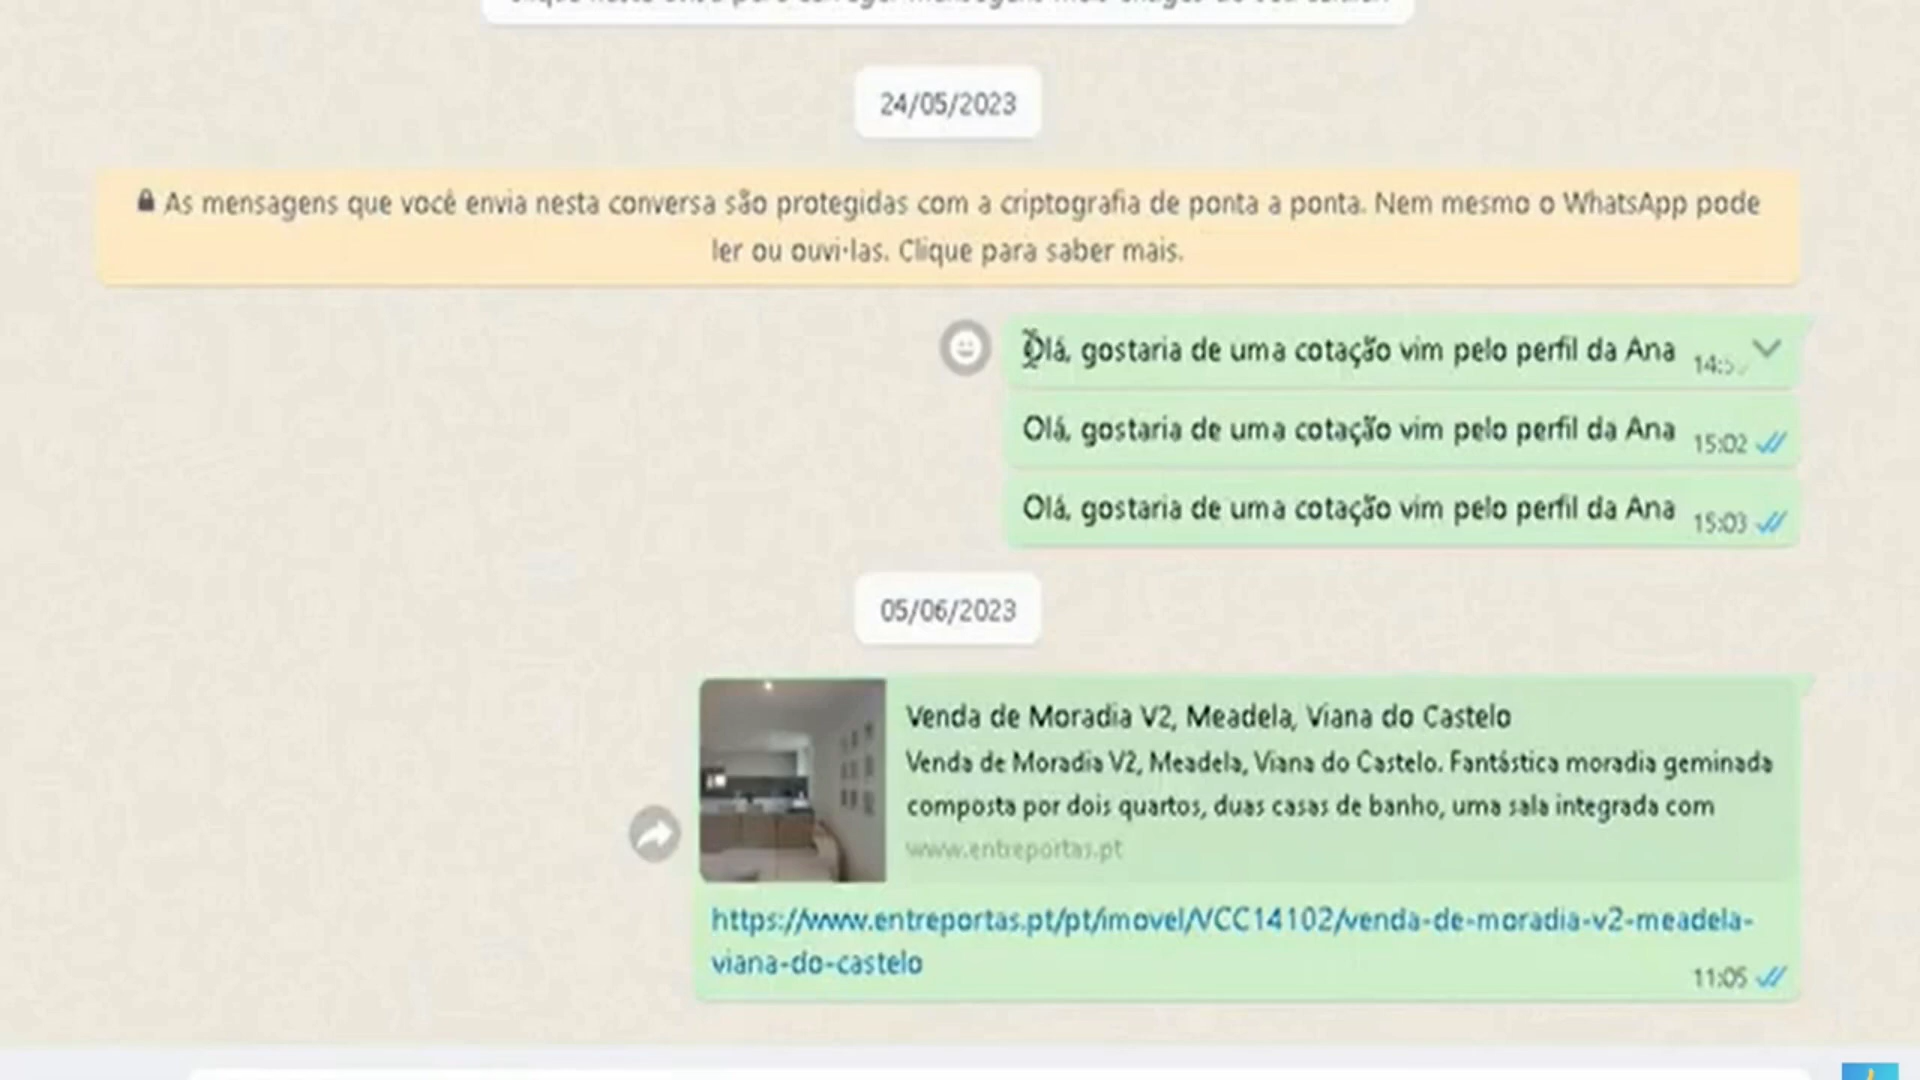 24/05/2023
As mensagens que você envia nesta conversa são protegidas com a criptografia de ponta a ponta. Nem mesmo o WhatsApp pode
ler ou ouvi-las. Clique para saber mais.
Olá, gostaria de uma cotação vim pelo perfil da Ana
Olá, gostaria de uma cotação vim pelo perfil da Ana 15:02
Olá, gostaria de uma cotação vim pelo perfil da Ana 15:03
05/06/2023
Venda de Moradia V2, Meadela, Viana do Castelo
Venda de Moradia V2, Meadela, Viana do Castelo. Fantástica moradia geminada
composta por dois quartos, duas casas de banho, uma sala integrada com
www.entreportas.pt
https://www.entreportas.pt/pt/imovel/VCC14102/venda-de-moradia-v2-meadela-
viana-do-castelo
11:05